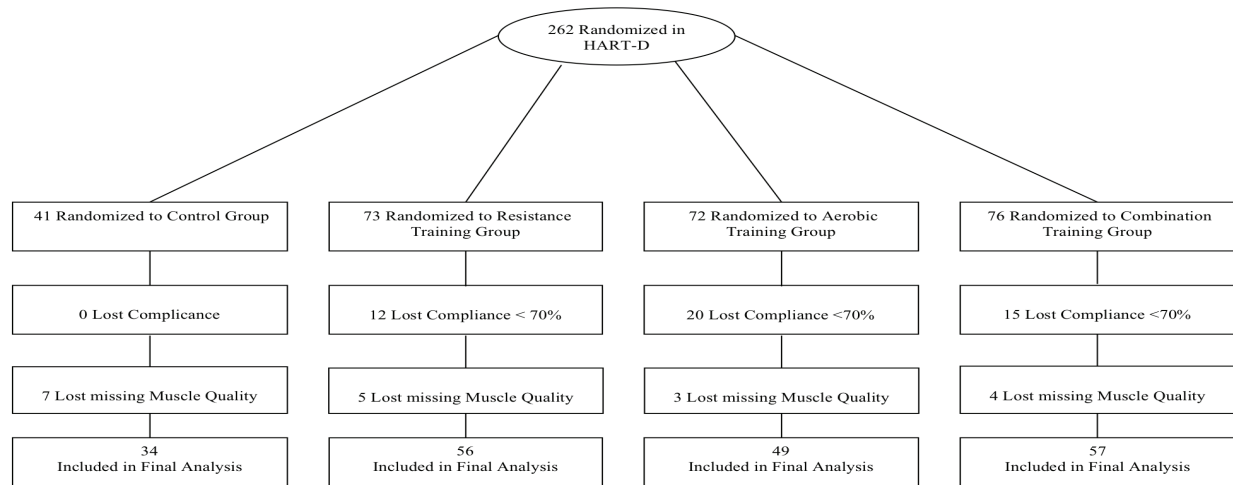 262 Randomized in
HART-D
41 Randomized to Control Group
73 Randomized to Resistance
Training Group
72 Randomized to Aerobic
Training Group
76 Randomized to Combination
Training Group
0 Lost Complicance
12 Lost Compliance < 70%
20 Lost Compliance <70%
15 Lost Compliance <70%
7 Lost missing Muscle Quality
5 Lost missing Muscle Quality
3 Lost missing Muscle Quality
4 Lost missing Muscle Quality
34
Included in Final Analysis
56
Included in Final Analysis
49
Included in Final Analysis
57
Included in Final Analysis